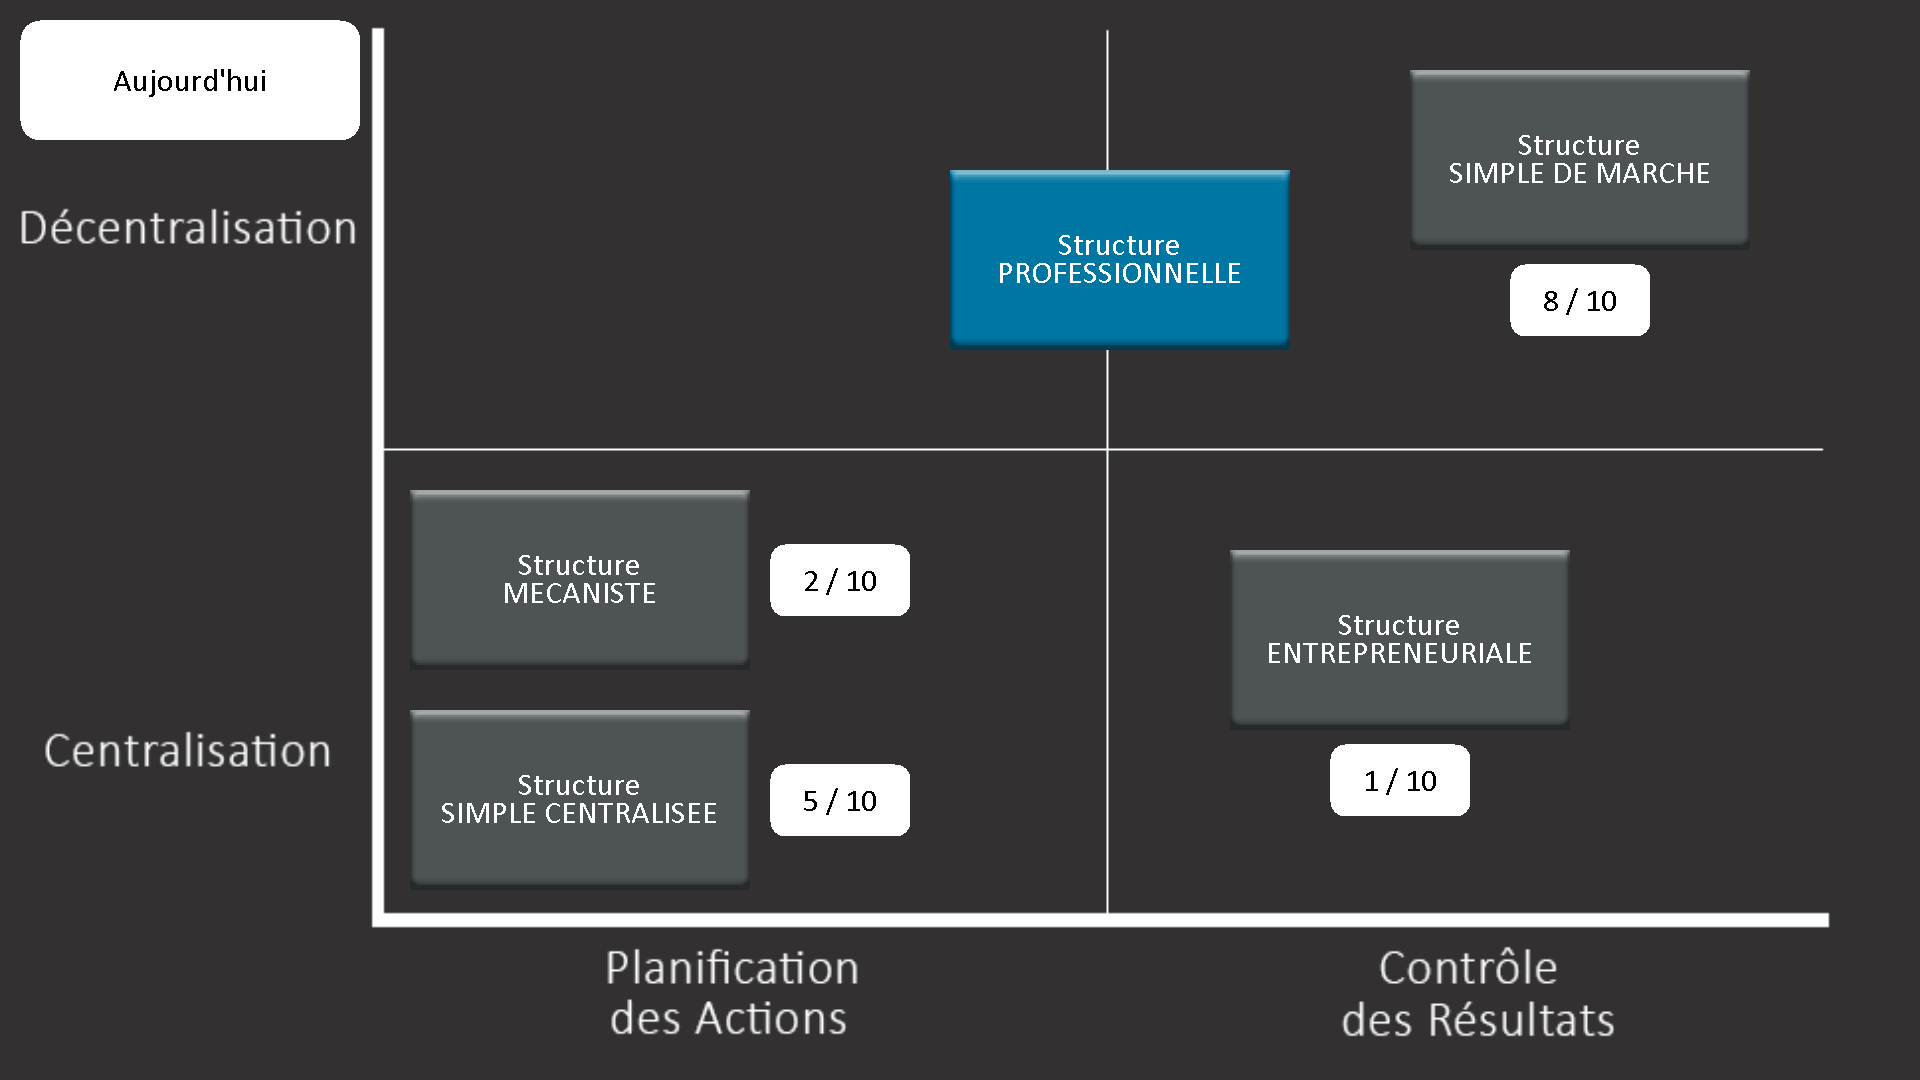 Aujourd'hui
Structure
SIMPLE DE MARCHE
Décentralisation
Structure
PROFESSIONNELLE
8 / 10
Structure
MECANISTE
2 / 10
Structure
ENTREPRENEURIALE
Centralisation
Structure
SIMPLE CENTRALISEE
5 / 10
1 / 10
Planification
des Actions
Contrôle
des Résultats